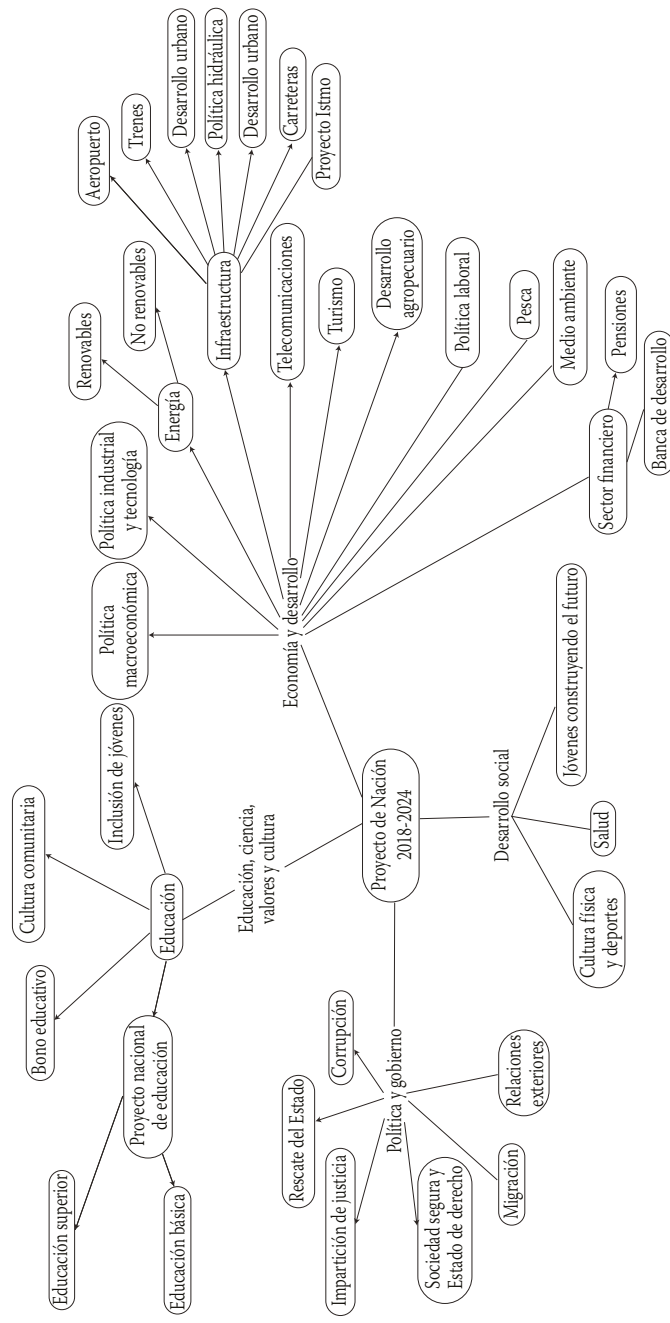 Educación superior
Educación básica
Proyecto nacional
de educación
Bono educativo
Cultura comunitaria
Educación
Inclusión de jóvenes
Educación, ciencia,
valores y cultura
Política
macroeconómica
Política industrial
y tecnología
Renovables
No renovables
Energía
Aeropuerto
Trenes
Desarrollo urbano
Política hidráulica
Desarrollo urbano
Carreteras
Proyecto Istmo
Infraestructura
Telecomunicaciones
Turismo
Desarrollo
agropecuario
Política laboral
Pesca
Medio ambiente
Pensiones
Sector financiero
Banca de desarrollo
Economía y desarrollo
Proyecto de Nación
2018-2024
Rescate del Estado
Corrupción
Impartición de justicia
Política y gobierno
Sociedad segura y
Estado de derecho
Migración
Relaciones
exteriores
Desarrollo social
Cultura física
y deportes
Salud
Jóvenes construyendo el futuro